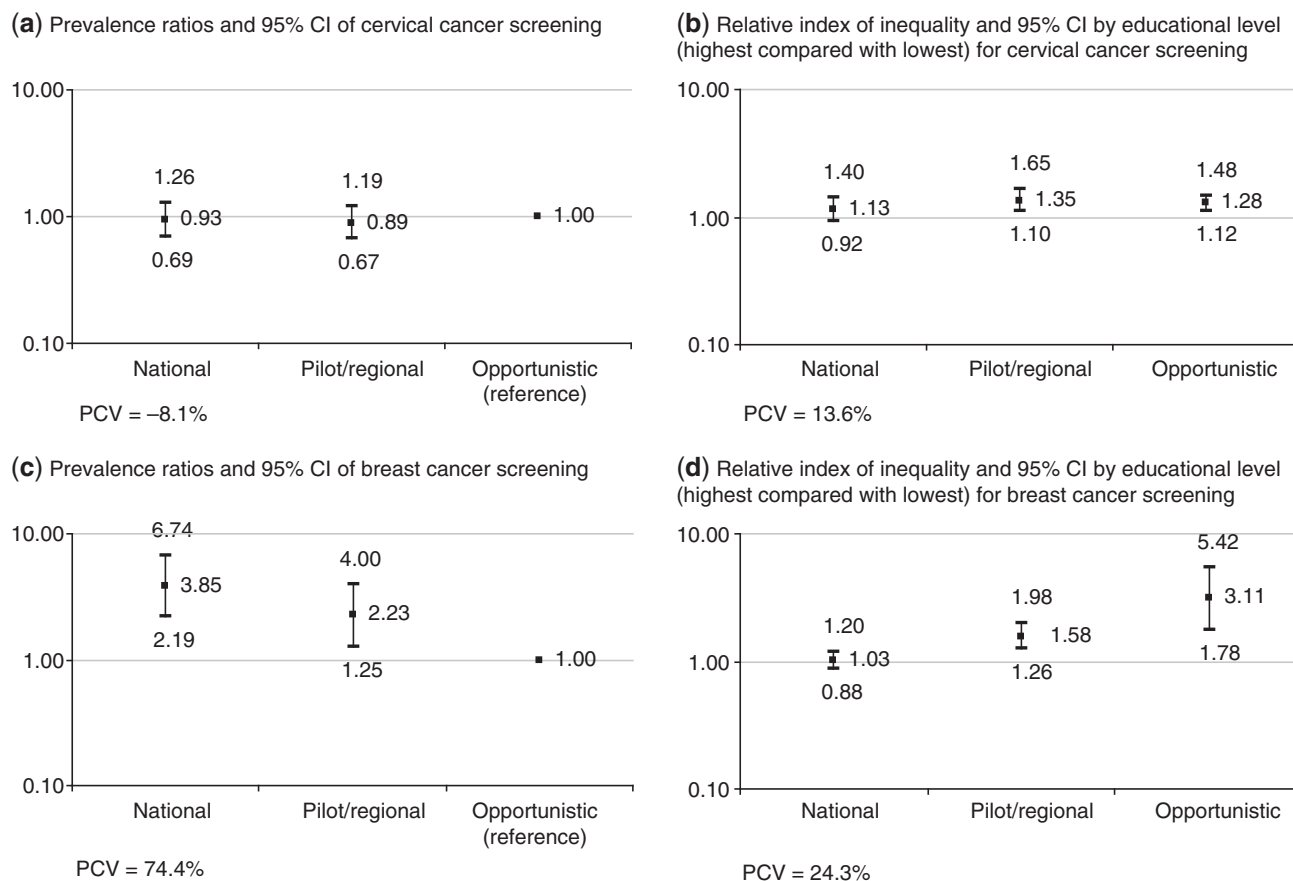 (a) Prevalence ratios and 95% CI of cervical cancer screening
10.00
1.00
0.10
1.26
0.93
0.69
1.19
0.89
0.67
1.00
National
Pilot/regional
Opportunistic
(reference)
PCV = –8.1%
(b) Relative index of inequality and 95% CI by educational level
(highest compared with lowest) for cervical cancer screening
10.00
1.00
0.10
1.40
1.13
0.92
1.65
1.35
1.10
1.48
1.28
1.12
National
Pilot/regional
Opportunistic
PCV = 13.6%
(c) Prevalence ratios and 95% CI of breast cancer screening
10.00
1.00
0.10
6.74
3.85
2.19
4.00
2.23
1.25
1.00
National
Pilot/regional
Opportunistic
(reference)
PCV = 74.4%
(d) Relative index of inequality and 95% CI by educational level
(highest compared with lowest) for breast cancer screening
10.00
1.00
0.10
1.20
1.03
0.88
1.98
1.58
1.26
5.42
3.11
1.78
National
Pilot/regional
Opportunistic
PCV = 24.3%